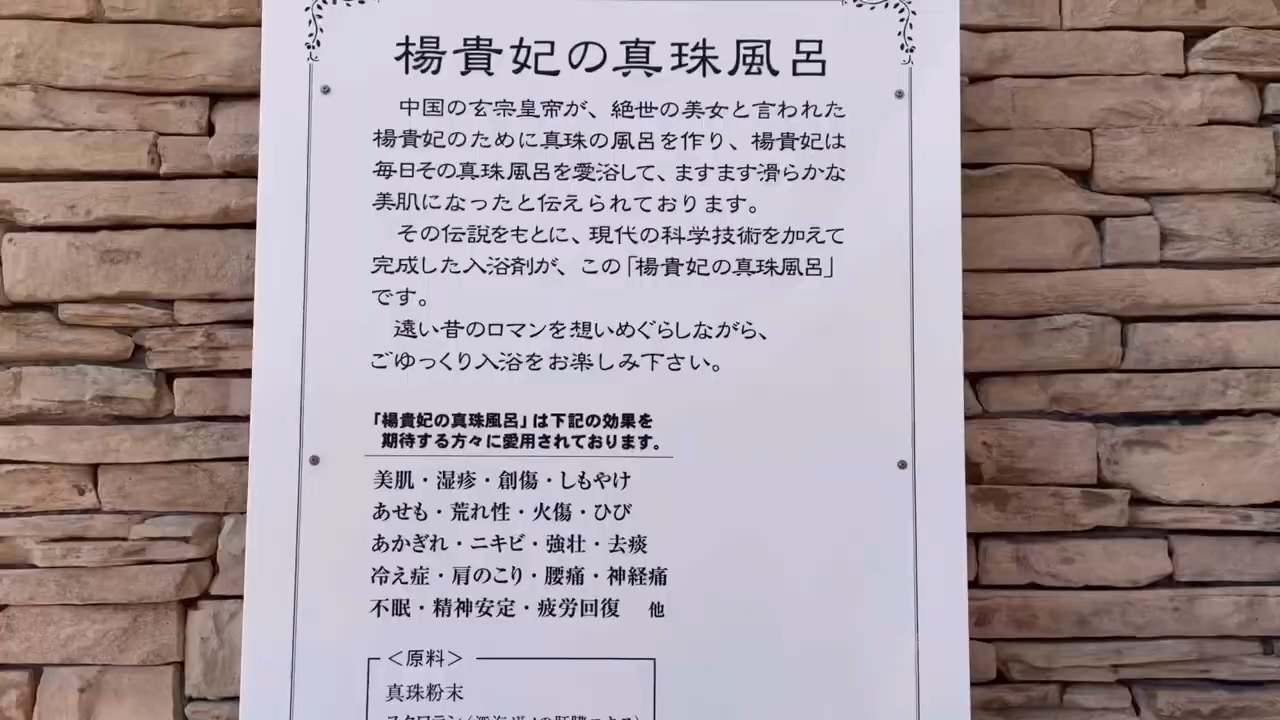 楊貴妃の真珠風呂
中国の玄宗皇帝が、絶世の美女と言われた
楊貴妃のために真珠の風呂を作り、楊貴妃は
毎日その真珠風呂を愛浴して、ますます滑らかな
美肌になったと伝えられております。
その伝説をもとに、現代の科学技術を加えて
完成した入浴剤が、この「楊貴妃の真珠風呂」
です。
遠い昔のロマンを想いめぐらしながら、
ごゆっくり入浴をお楽しみ下さい。
「楊貴妃の真珠風呂」は下記の効果を
期待する方々に愛用されております。
美肌・湿疹・創傷・しもやけ
あせも・荒れ性・火傷・ひび
あかぎれ・ニキビ・強壮・去痰
冷え症・肩のこり・腰痛・神経痛
不眠・精神安定・疲労回復　他
＜原料＞
真珠粉末